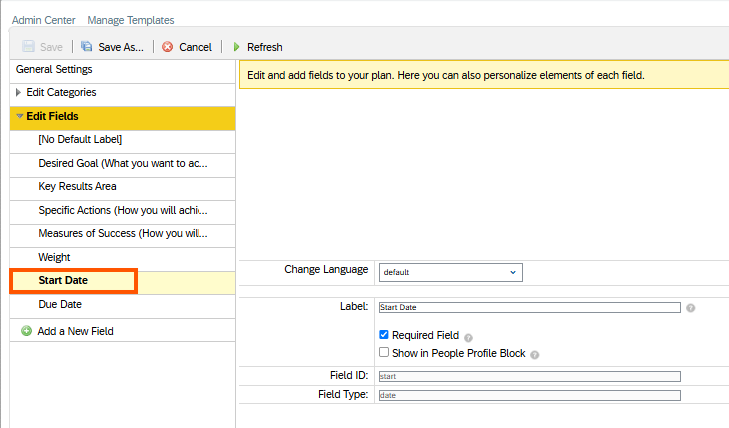 Admin Center Manage Templates
Save Save As... Cancel Refresh
General Settings
Edit Categories
Edit Fields
[No Default Label]
Desired Goal (What you want to ac...
Key Results Area
Specific Actions (How you will achi...
Measures of Success (How you will...
Weight
Start Date
Due Date
Add a New Field
Edit and add fields to your plan. Here you can also personalize elements of each field.
Change Language default
Label: Start Date ?
Required Field ?
Show in People Profile Block ?
Field ID: start
Field Type: date